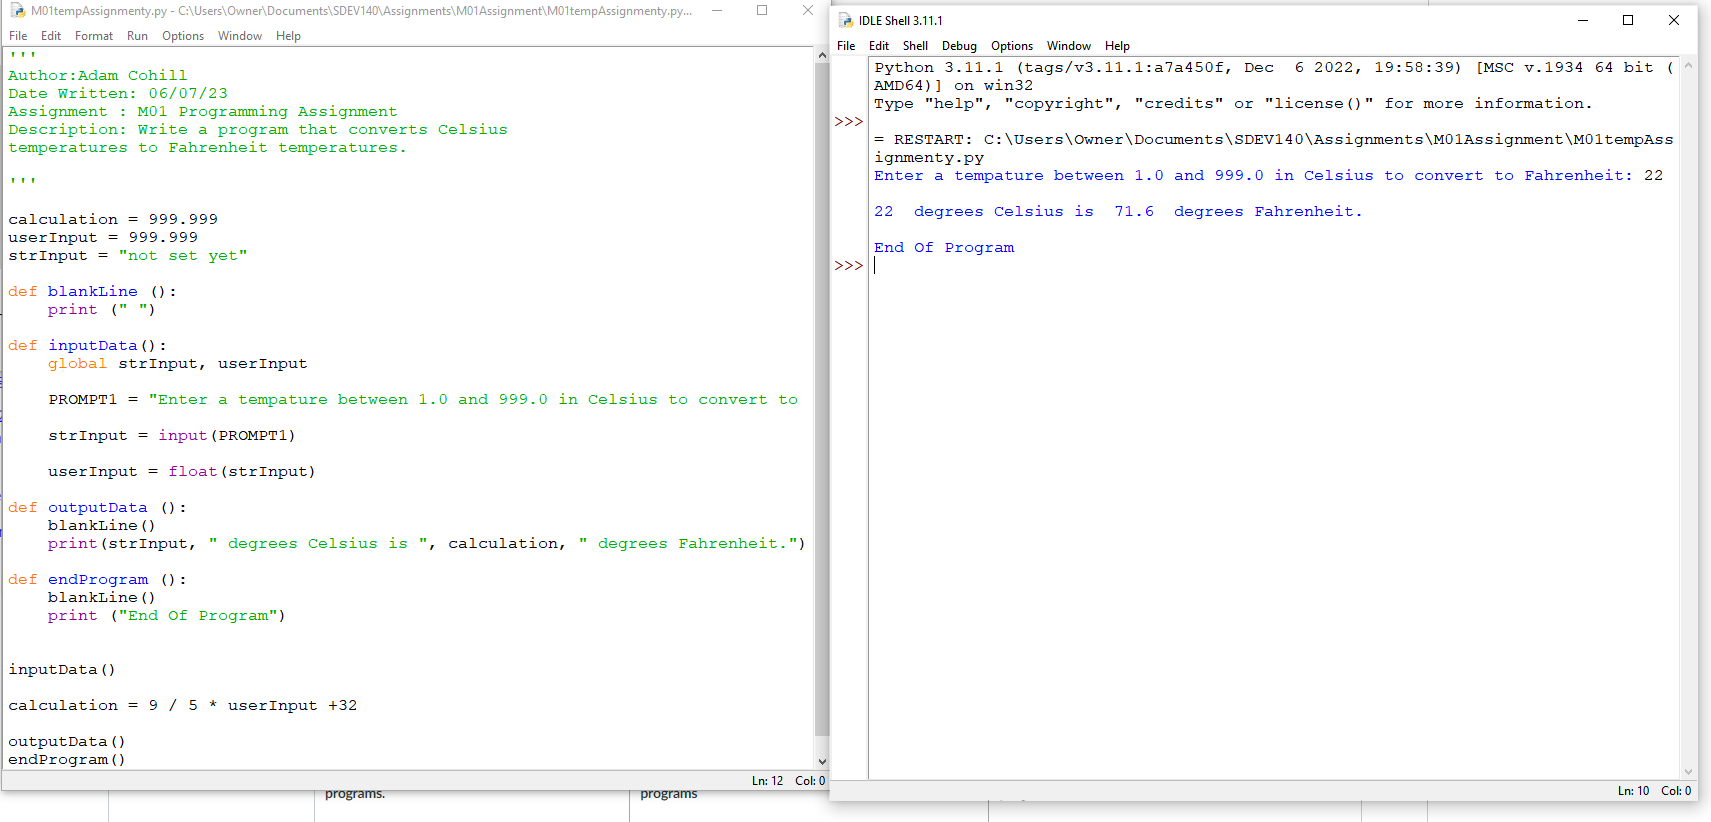 M01tempAssignmenty.py - C:\Users\Owner\Documents\SDEV140\Assignments\M01Assignment\M01tempAssignmenty.py...
File Edit Format Run Options Window Help
'''
Author:Adam Cohill
Date Written: 06/07/23
Assignment : M01 Programming Assignment
Description: Write a program that converts Celsius
temperatures to Fahrenheit temperatures.
'''
calculation = 999.999
userInput = 999.999
strInput = "not set yet"
def blankLine ():
    print (" ")
def inputData():
    global strInput, userInput
    PROMPT1 = "Enter a tempature between 1.0 and 999.0 in Celsius to convert to
    strInput = input(PROMPT1)
    userInput = float(strInput)
def outputData ():
    blankLine()
    print(strInput, " degrees Celsius is ", calculation, " degrees Fahrenheit.")
def endProgram ():
    blankLine()
    print ("End Of Program")
inputData()
calculation = 9 / 5 * userInput +32
outputData()
endProgram()
Ln: 12 Col: 0
programs.
programs
IDLE Shell 3.11.1
File Edit Shell Debug Options Window Help
Python 3.11.1 (tags/v3.11.1:a7a450f, Dec  6 2022, 19:58:39) [MSC v.1934 64 bit (
AMD64)] on win32
Type "help", "copyright", "credits" or "license()" for more information.
>>>
= RESTART: C:\Users\Owner\Documents\SDEV140\Assignments\M01Assignment\M01tempAss
ignmenty.py
Enter a tempature between 1.0 and 999.0 in Celsius to convert to Fahrenheit: 22
22  degrees Celsius is  71.6  degrees Fahrenheit.
End Of Program
>>>
Ln: 10 Col: 0